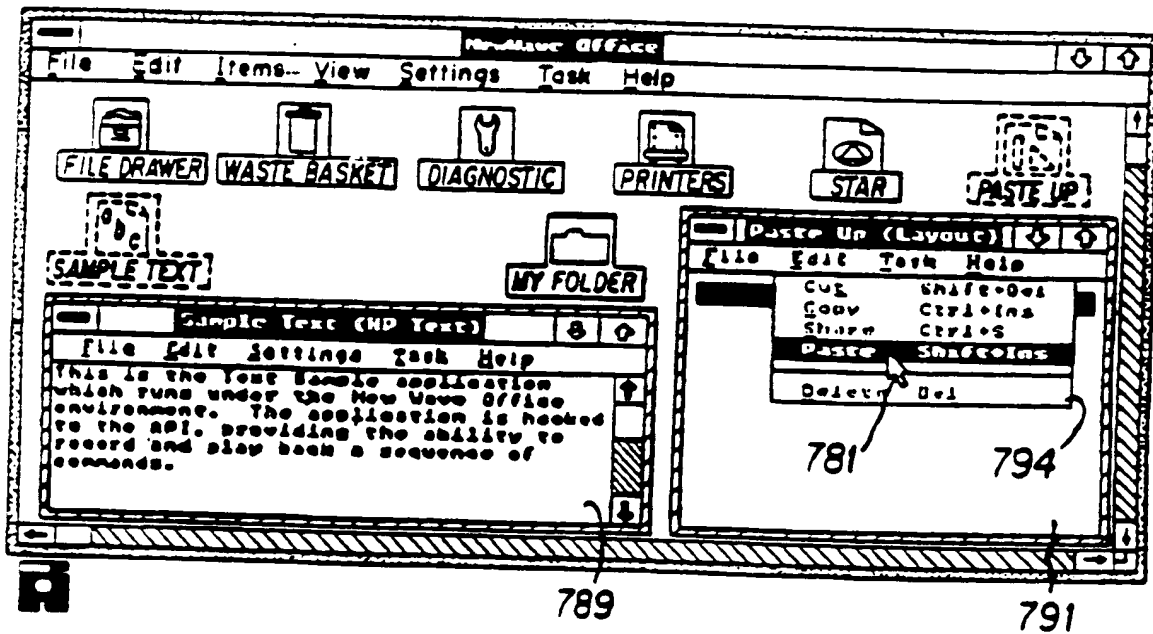 NewWave Office
File Edit Items... View Settings Task Help
FILE DRAWER WASTE BASKET DIAGNOSTIC PRINTERS STAR PASTE UP
SAMPLE TEXT MY FOLDER
Paste Up (Layout)
File Edit Task Help
Cut Shift+Del
Copy Ctrl+Ins
Share Ctrl+S
Paste Shift+Ins
Delete Del
Sample Text (HP Text)
File Edit Settings Task Help
This is the Text Sample application
which runs under the New Wave Office
environment. The application is hooked
to the API, providing the ability to
record and play back a sequence of
commands.
781 794
789 791